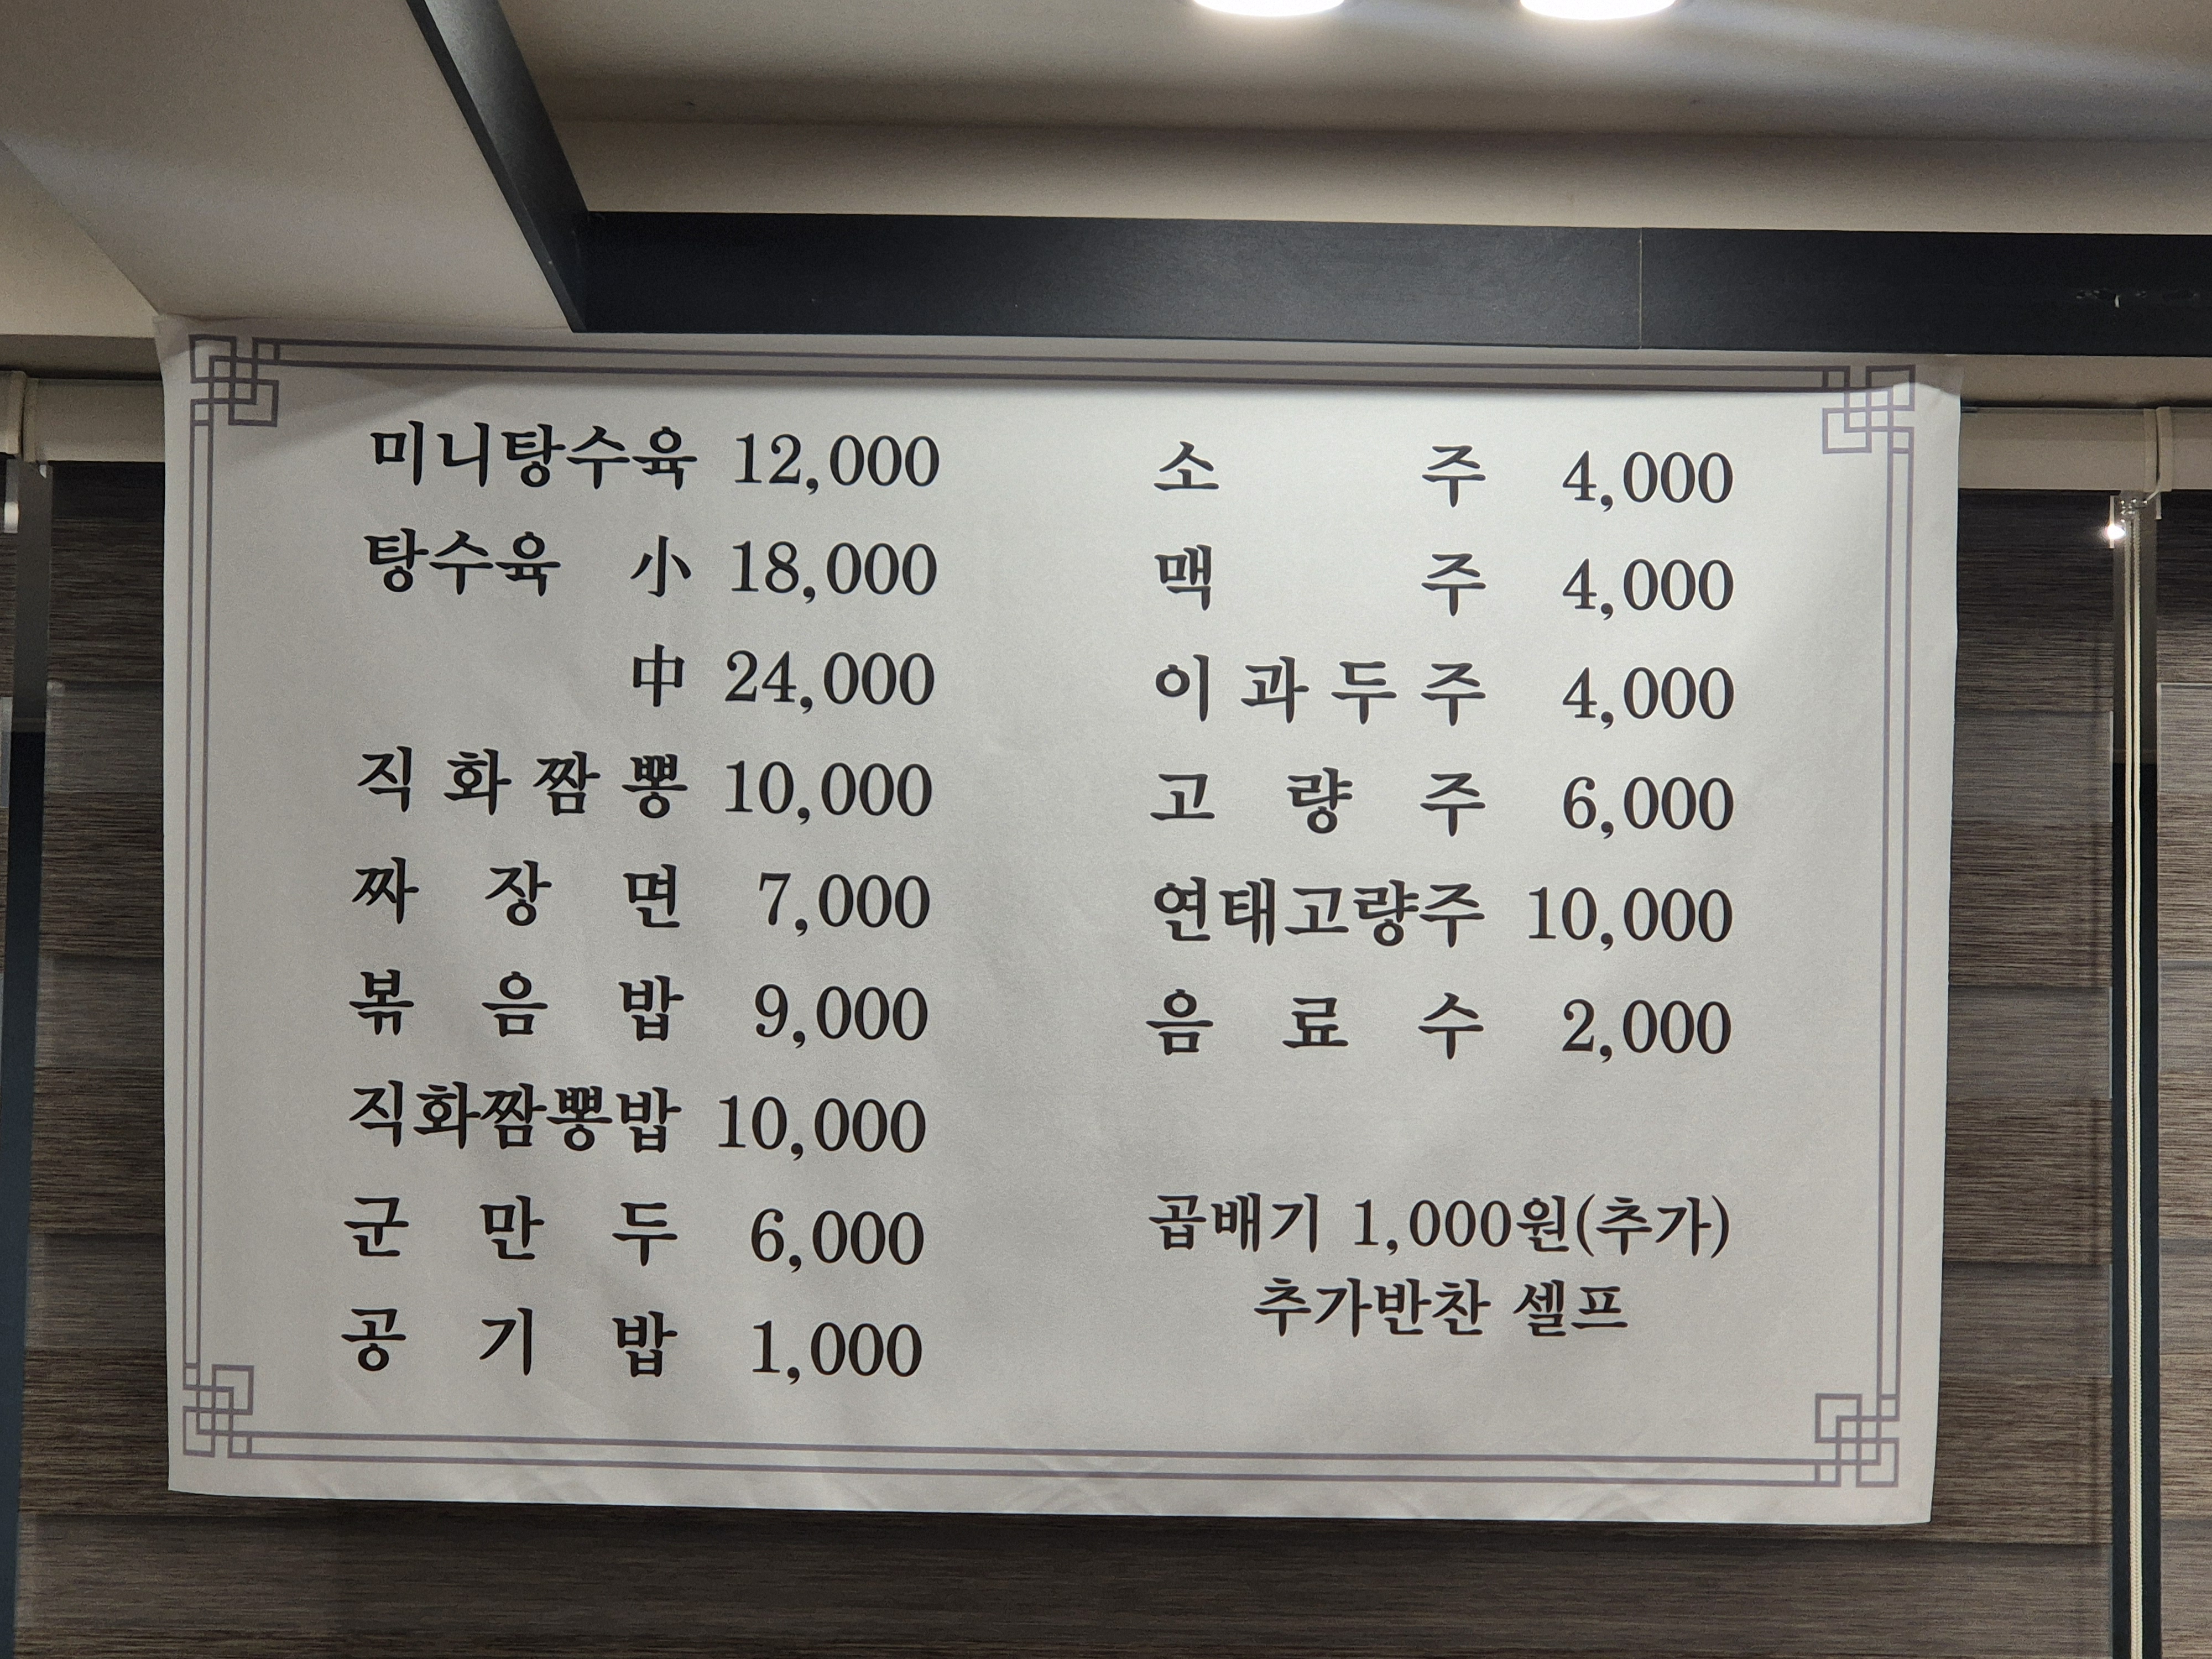 미니탕수육 12,000
탕수육 小 18,000
中 24,000
직화짬뽕 10,000
짜장면 7,000
볶음밥 9,000
직화짬뽕밥 10,000
군만두 6,000
공기밥 1,000
소주 4,000
맥주 4,000
이과두주 4,000
고량주 6,000
연태고량주 10,000
음료수 2,000
곱배기 1,000원(추가)
추가반찬 셀프